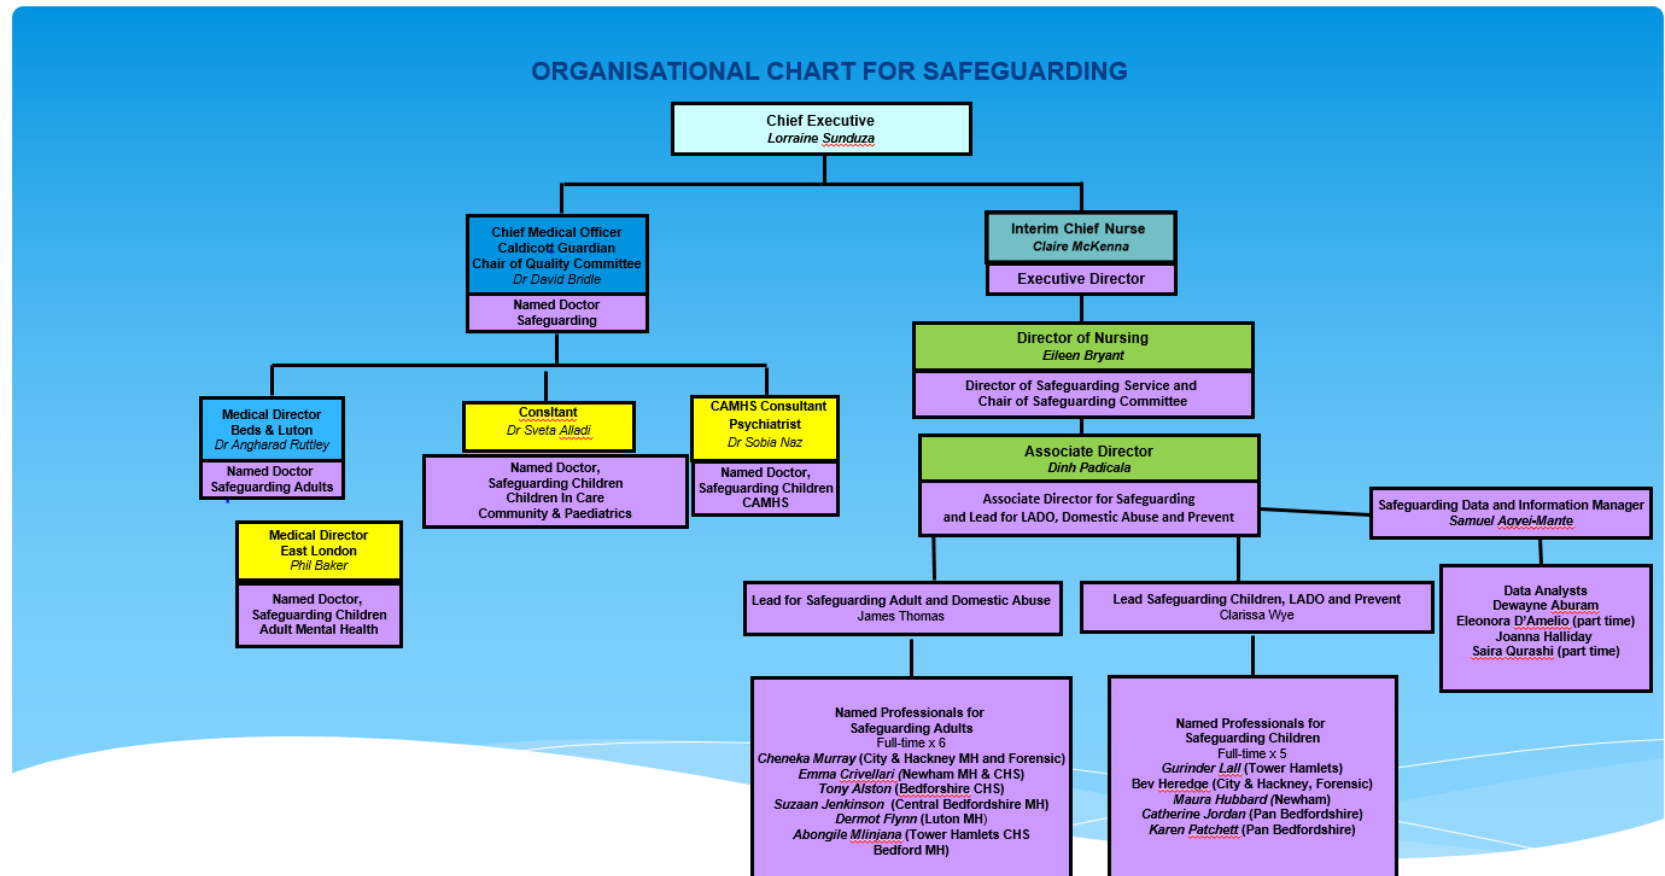 ORGANISATIONAL CHART FOR SAFEGUARDING
Chief Executive
Lorraine Sunduza
Chief Medical Officer
Caldicott Guardian
Chair of Quality Committee
Dr David Bridle
Named Doctor
Safeguarding
Interim Chief Nurse
Claire McKenna
Executive Director
Director of Nursing
Eileen Bryant
Director of Safeguarding Service and
Chair of Safeguarding Committee
Medical Director
Beds & Luton
Dr Angharad Ruttley
Named Doctor
Safeguarding Adults
Consltant
Dr Sveta Alladi
Named Doctor,
Safeguarding Children
Children In Care
Community & Paediatrics
CAMHS Consultant
Psychiatrist
Dr Sobia Naz
Named Doctor,
Safeguarding Children
CAMHS
Medical Director
East London
Phil Baker
Named Doctor,
Safeguarding Children
Adult Mental Health
Associate Director
Dinh Padicala
Associate Director for Safeguarding
and Lead for LADO, Domestic Abuse and Prevent
Safeguarding Data and Information Manager
Samuel Agyei-Mante
Data Analysts
Dewayne Aburam
Eleonora D'Amelio (part time)
Joanna Halliday
Saira Qurashi (part time)
Lead for Safeguarding Adult and Domestic Abuse
James Thomas
Lead Safeguarding Children, LADO and Prevent
Clarissa Wye
Named Professionals for
Safeguarding Adults
Full-time x 6
Cheneka Murray (City & Hackney MH and Forensic)
Emma Crivellari (Newham MH & CHS)
Tony Alston (Bedforshire CHS)
Suzaan Jenkinson (Central Bedfordshire MH)
Dermot Flynn (Luton MH)
Abongile Mlinjana (Tower Hamlets CHS
Bedford MH)
Named Professionals for
Safeguarding Children
Full-time x 5
Gurinder Lall (Tower Hamlets)
Bev Heredge (City & Hackney, Forensic)
Maura Hubbard (Newham)
Catherine Jordan (Pan Bedfordshire)
Karen Patchett (Pan Bedfordshire)